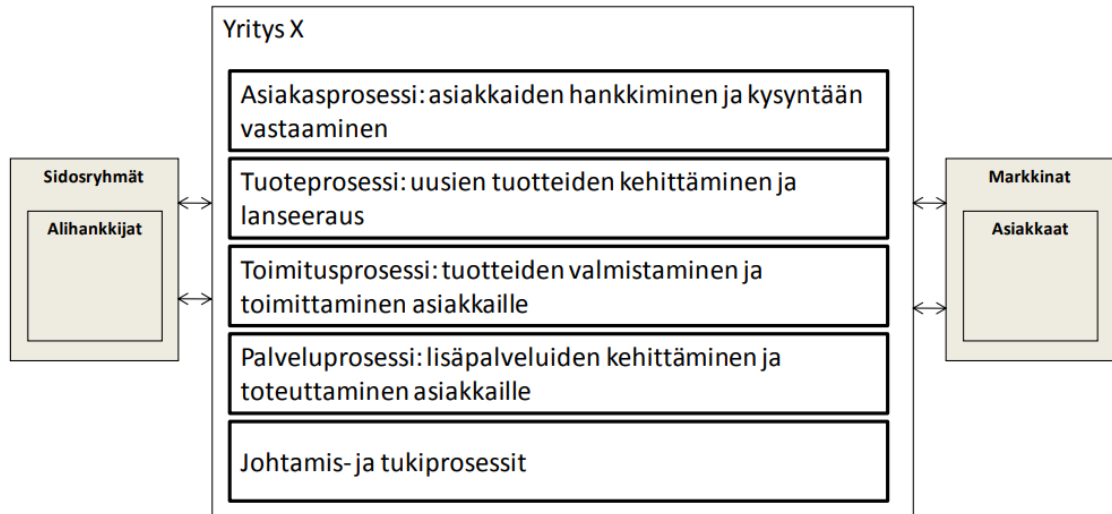 Yritys X
Asiakasprosessi: asiakkaiden hankkiminen ja kysyntään
vastaaminen
Sidosryhmät
Alihankkijat
Tuoteprosessi: uusien tuotteiden kehittäminen ja
lanseeraus
Toimitusprosessi: tuotteiden valmistaminen ja
toimittaminen asiakkaille
Palveluprosessi: lisäpalveluiden kehittäminen ja
toteuttaminen asiakkaille
Johtamis- ja tukiprosessit
Markkinat
Asiakkaat